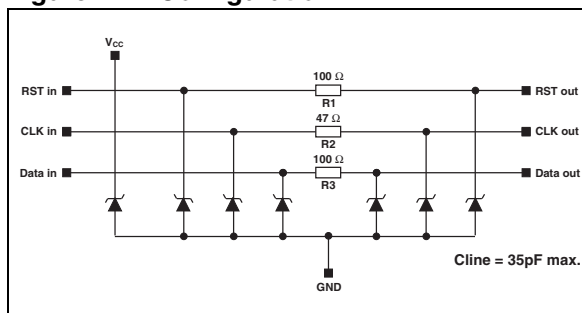 V_CC
100 Ω
RST in
RST out
R1
47 Ω
CLK in
CLK out
R2
100 Ω
Data in
Data out
R3
Cline = 35pF max.
GND